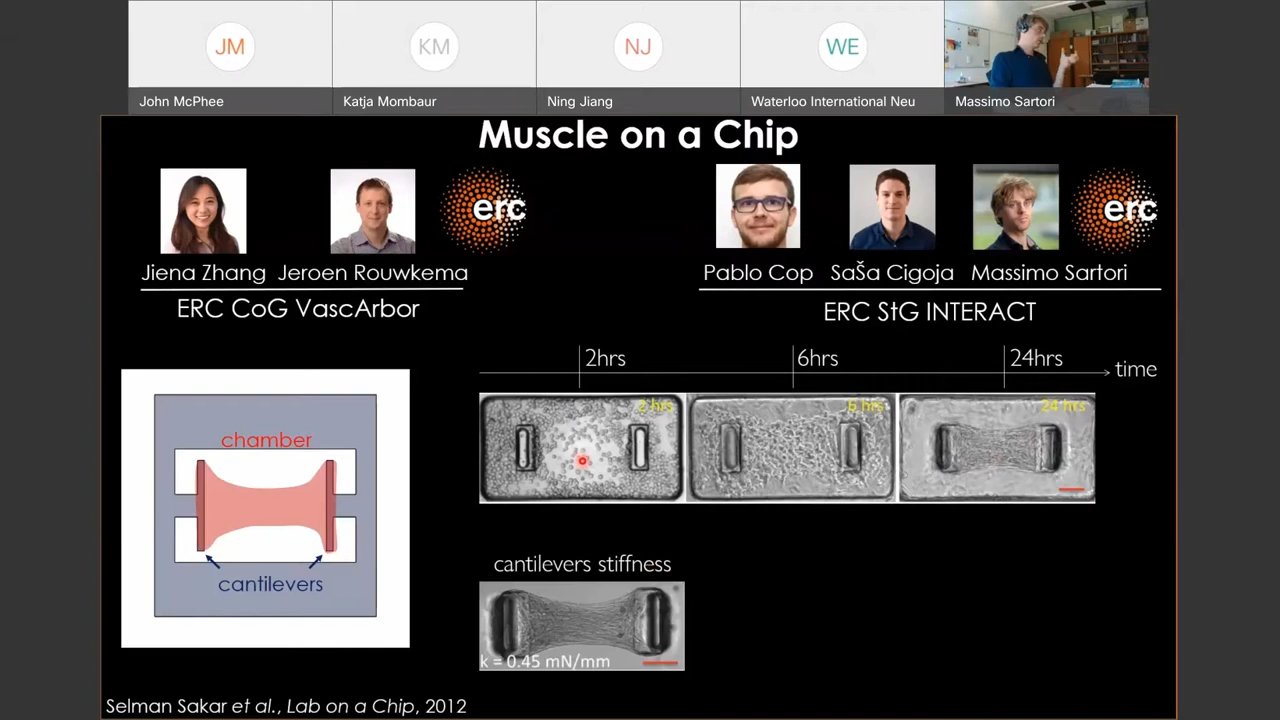 JM
KM
NJ
WE
John McPhee
Katja Mombaur
Ning Jiang
Waterloo International Neu
Massimo Sartori
Muscle on a Chip
erc
erc
Jiena Zhang
Jeroen Rouwkema
Pablo Cop
SaŠa Cigoja
Massimo Sartori
ERC CoG VascArbor
ERC StG INTERACT
2hrs
6hrs
24hrs
time
2 hrs
6 hrs
24 hrs
chamber
cantilevers
cantilevers stiffness
k = 0.45 mN/mm
Selman Sakar et al., Lab on a Chip, 2012